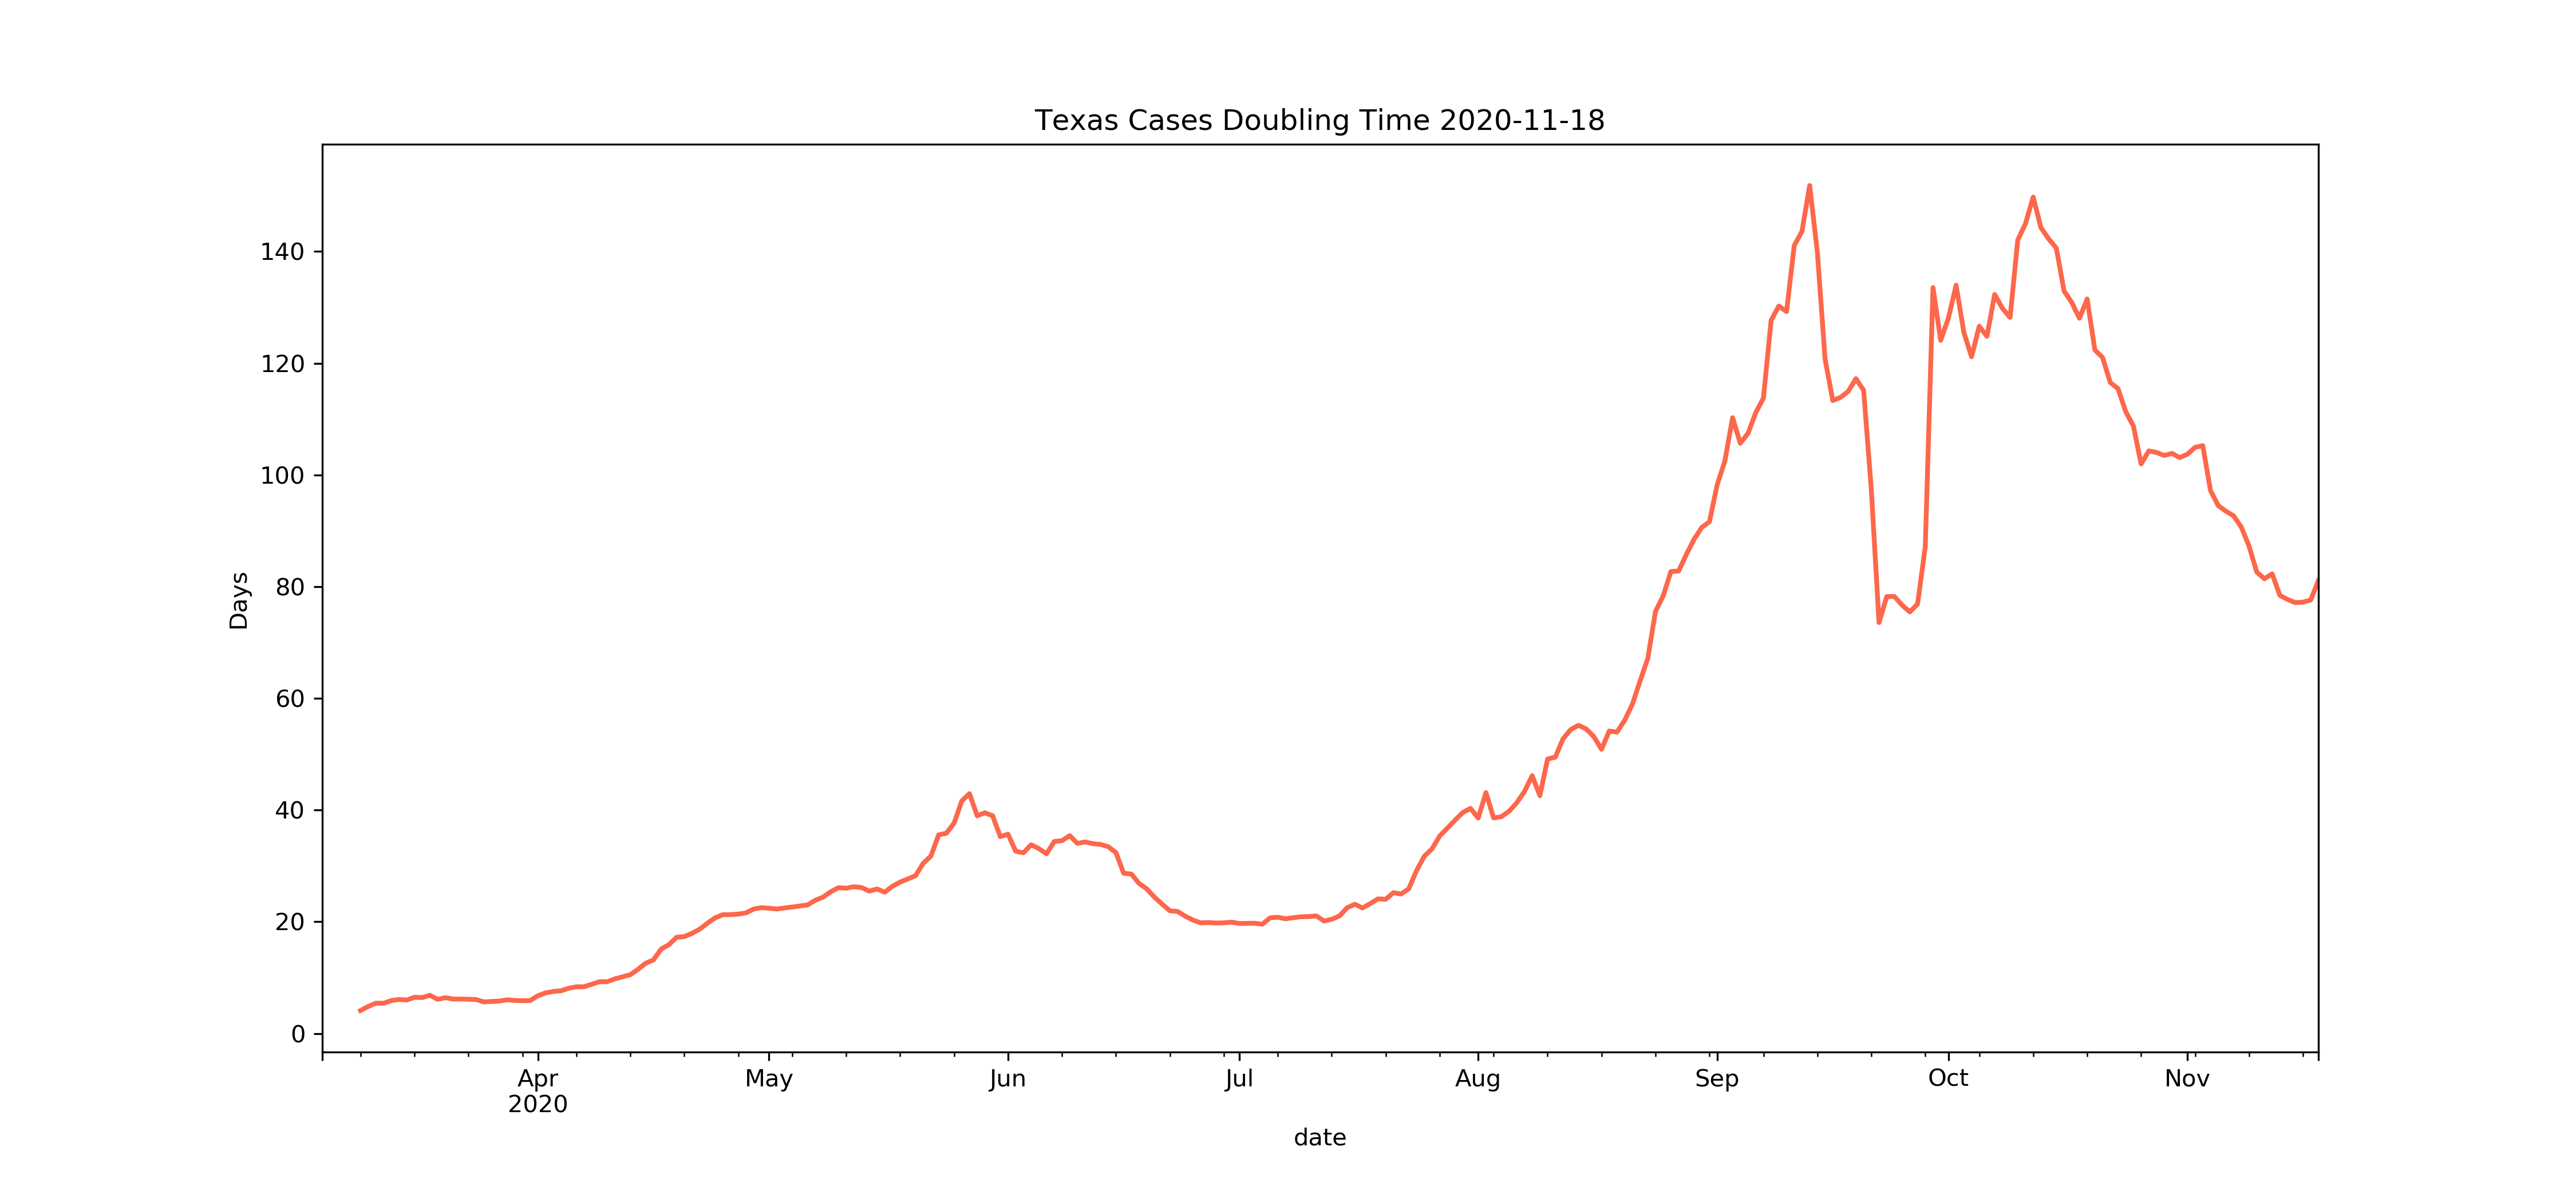 Texas Cases Doubling Time 2020-11-18
140
120
100
80
60
40
20
0
Days
Apr May Jun Jul Aug Sep Oct Nov
2020
date